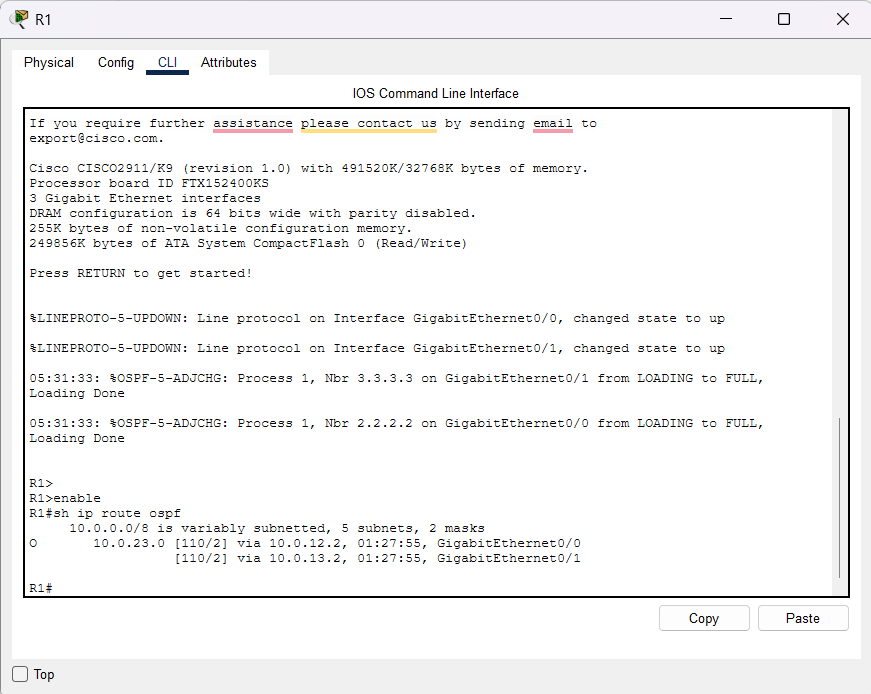 R1
Physical Config CLI Attributes
IOS Command Line Interface
If you require further assistance please contact us by sending email to
export@cisco.com.
Cisco CISCO2911/K9 (revision 1.0) with 491520K/32768K bytes of memory.
Processor board ID FTX152400KS
3 Gigabit Ethernet interfaces
DRAM configuration is 64 bits wide with parity disabled.
255K bytes of non-volatile configuration memory.
249856K bytes of ATA System CompactFlash 0 (Read/Write)
Press RETURN to get started!
%LINEPROTO-5-UPDOWN: Line protocol on Interface GigabitEthernet0/0, changed state to up
%LINEPROTO-5-UPDOWN: Line protocol on Interface GigabitEthernet0/1, changed state to up
05:31:33: %OSPF-5-ADJCHG: Process 1, Nbr 3.3.3.3 on GigabitEthernet0/1 from LOADING to FULL,
Loading Done
05:31:33: %OSPF-5-ADJCHG: Process 1, Nbr 2.2.2.2 on GigabitEthernet0/0 from LOADING to FULL,
Loading Done
R1>
R1>enable
R1#sh ip route ospf
10.0.0.0/8 is variably subnetted, 5 subnets, 2 masks
O 10.0.23.0 [110/2] via 10.0.12.2, 01:27:55, GigabitEthernet0/0
[110/2] via 10.0.13.2, 01:27:55, GigabitEthernet0/1
R1#
Copy Paste
Top